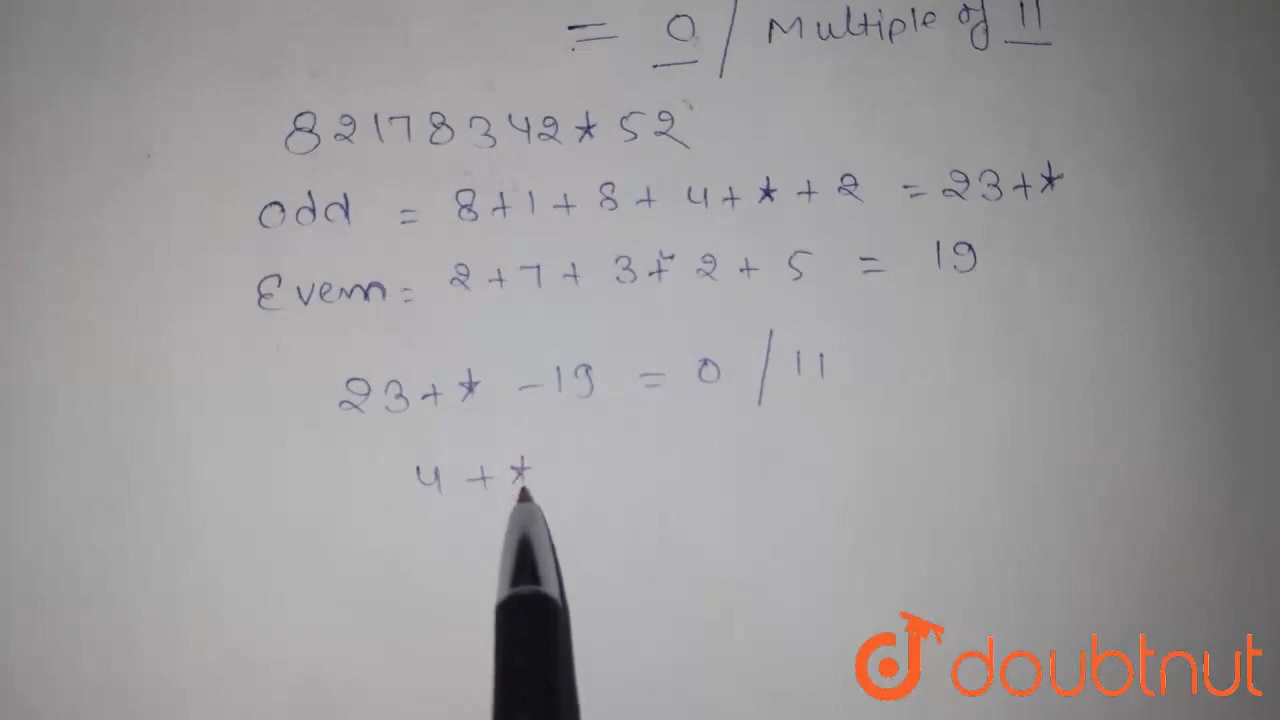 = 0 / Multiple of 11
82178342*52
Odd = 8+1+8+4+*+2 = 23+*
Even = 2+7+3+2+5 = 19
23+* -19 = 0 / 11
4+*
doubtnut